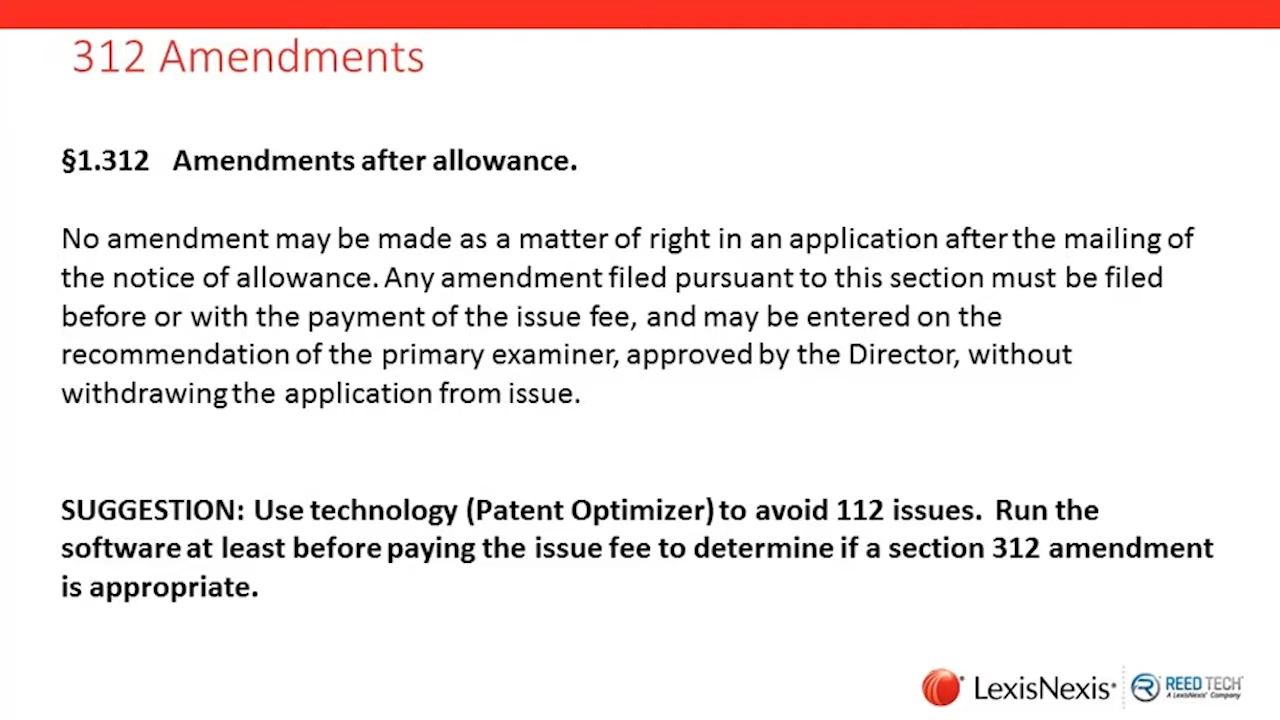 312 Amendments
§1.312 Amendments after allowance.
No amendment may be made as a matter of right in an application after the mailing of
the notice of allowance. Any amendment filed pursuant to this section must be filed
before or with the payment of the issue fee, and may be entered on the
recommendation of the primary examiner, approved by the Director, without
withdrawing the application from issue.
SUGGESTION: Use technology (Patent Optimizer) to avoid 112 issues. Run the
software at least before paying the issue fee to determine if a section 312 amendment
is appropriate.
LexisNexis®
REED TECH
A LexisNexis® Company